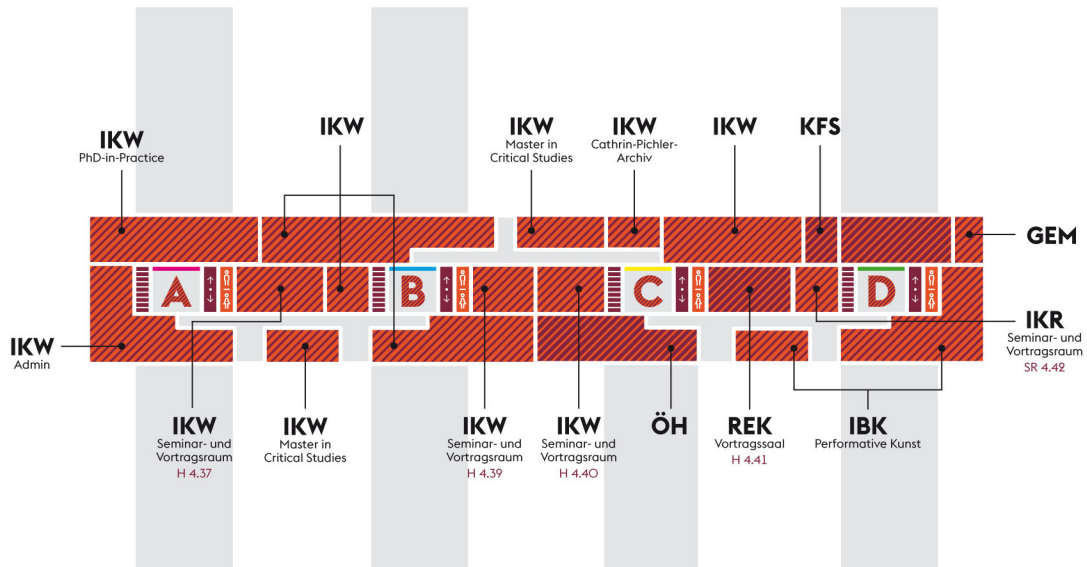 IKW
PhD-in-Practice
IKW
IKW
Master in
Critical Studies
IKW
Cathrin-Pichler-
Archiv
IKW
KFS
GEM
A
B
C
D
IKW
Admin
IKR
Seminar- und
Vortragsraum
SR 4.42
IKW
Seminar- und
Vortragsraum
H 4.37
IKW
Master in
Critical Studies
IKW
Seminar- und
Vortragsraum
H 4.39
IKW
Seminar- und
Vortragsraum
H 4.40
ÖH
REK
Vortragssaal
H 4.41
IBK
Performative Kunst